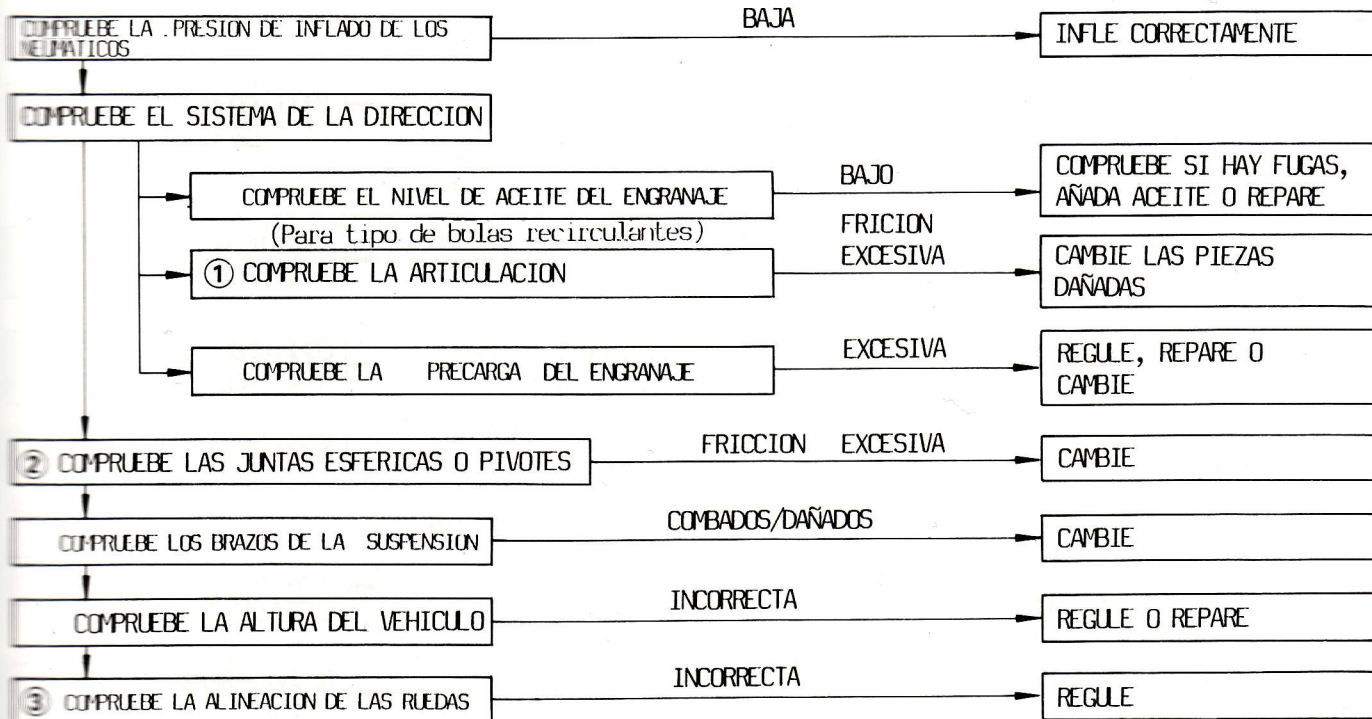 COMPRUEBE LA .PRESION DE INFLADO DE LOS
NEUMATICOS
BAJA
INFLE CORRECTAMENTE
COMPRUEBE EL SISTEMA DE LA DIRECCION
COMPRUEBE EL NIVEL DE ACEITE DEL ENGRANAJE
(Para tipo de bolas recirculantes)
BAJO
COMPRUEBE SI HAY FUGAS,
AÑADA ACEITE O REPARE
① COMPRUEBE LA ARTICULACION
FRICION
EXCESIVA
CAMBIE LAS PIEZAS
DAÑADAS
COMPRUEBE LA PRECARGA DEL ENGRANAJE
EXCESIVA
REGULE, REPARE O
CAMBIE
② COMPRUEBE LAS JUNTAS ESFERICAS O PIVOTES
FRICCION EXCESIVA
CAMBIE
COMPRUEBE LOS BRAZOS DE LA SUSPENSION
COMBADOS/DAÑADOS
CAMBIE
COMPRUEBE LA ALTURA DEL VEHICULO
INCORRECTA
REGULE O REPARE
③ COMPRUEBE LA ALINEACION DE LAS RUEDAS
INCORRECTA
REGULE